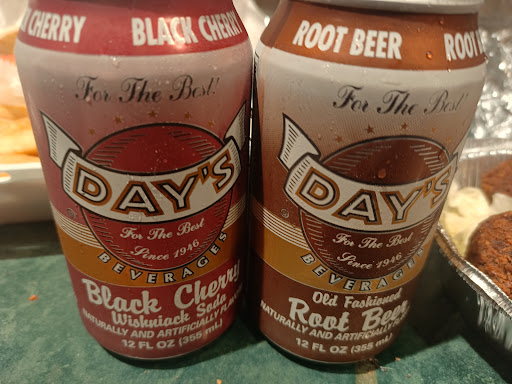 CHERRY BLACK CHERRY
For The Best!
DAY'S
For The Best
Since 1946
BEVERAGES
Black Cherry
Wishniack Soda
NATURALLY AND ARTIFICIALLY
12 FL OZ (355 mL)
ROOT BEER ROOT
For The Best!
DAY'S
For The Best
Since 1946
BEVERAGES
Old Fashioned
Root Beer
NATURALLY AND ARTIFICIALLY
12 FL OZ (355 mL)